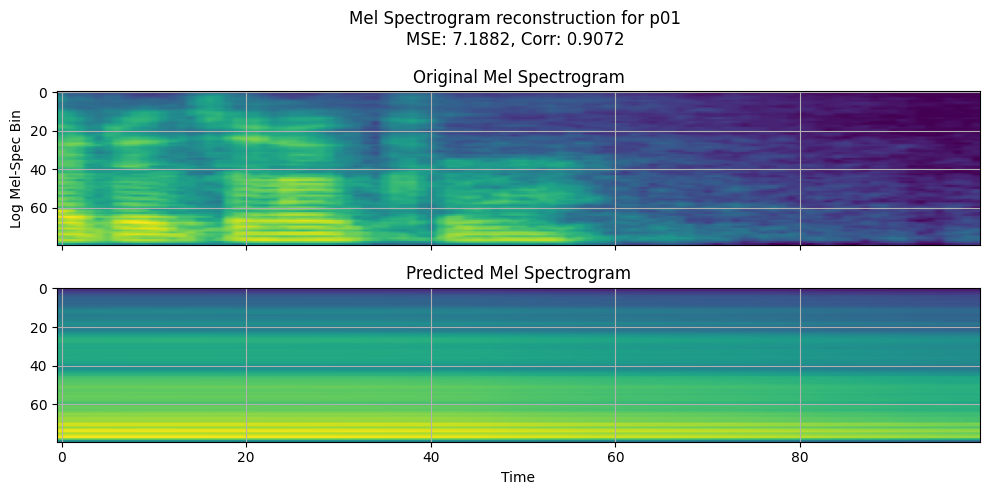 Mel Spectrogram reconstruction for p01
MSE: 7.1882, Corr: 0.9072
Original Mel Spectrogram
0
20
40
60
Log Mel-Spec Bin
Predicted Mel Spectrogram
0
20
40
60
0 20 40 60 80
Time